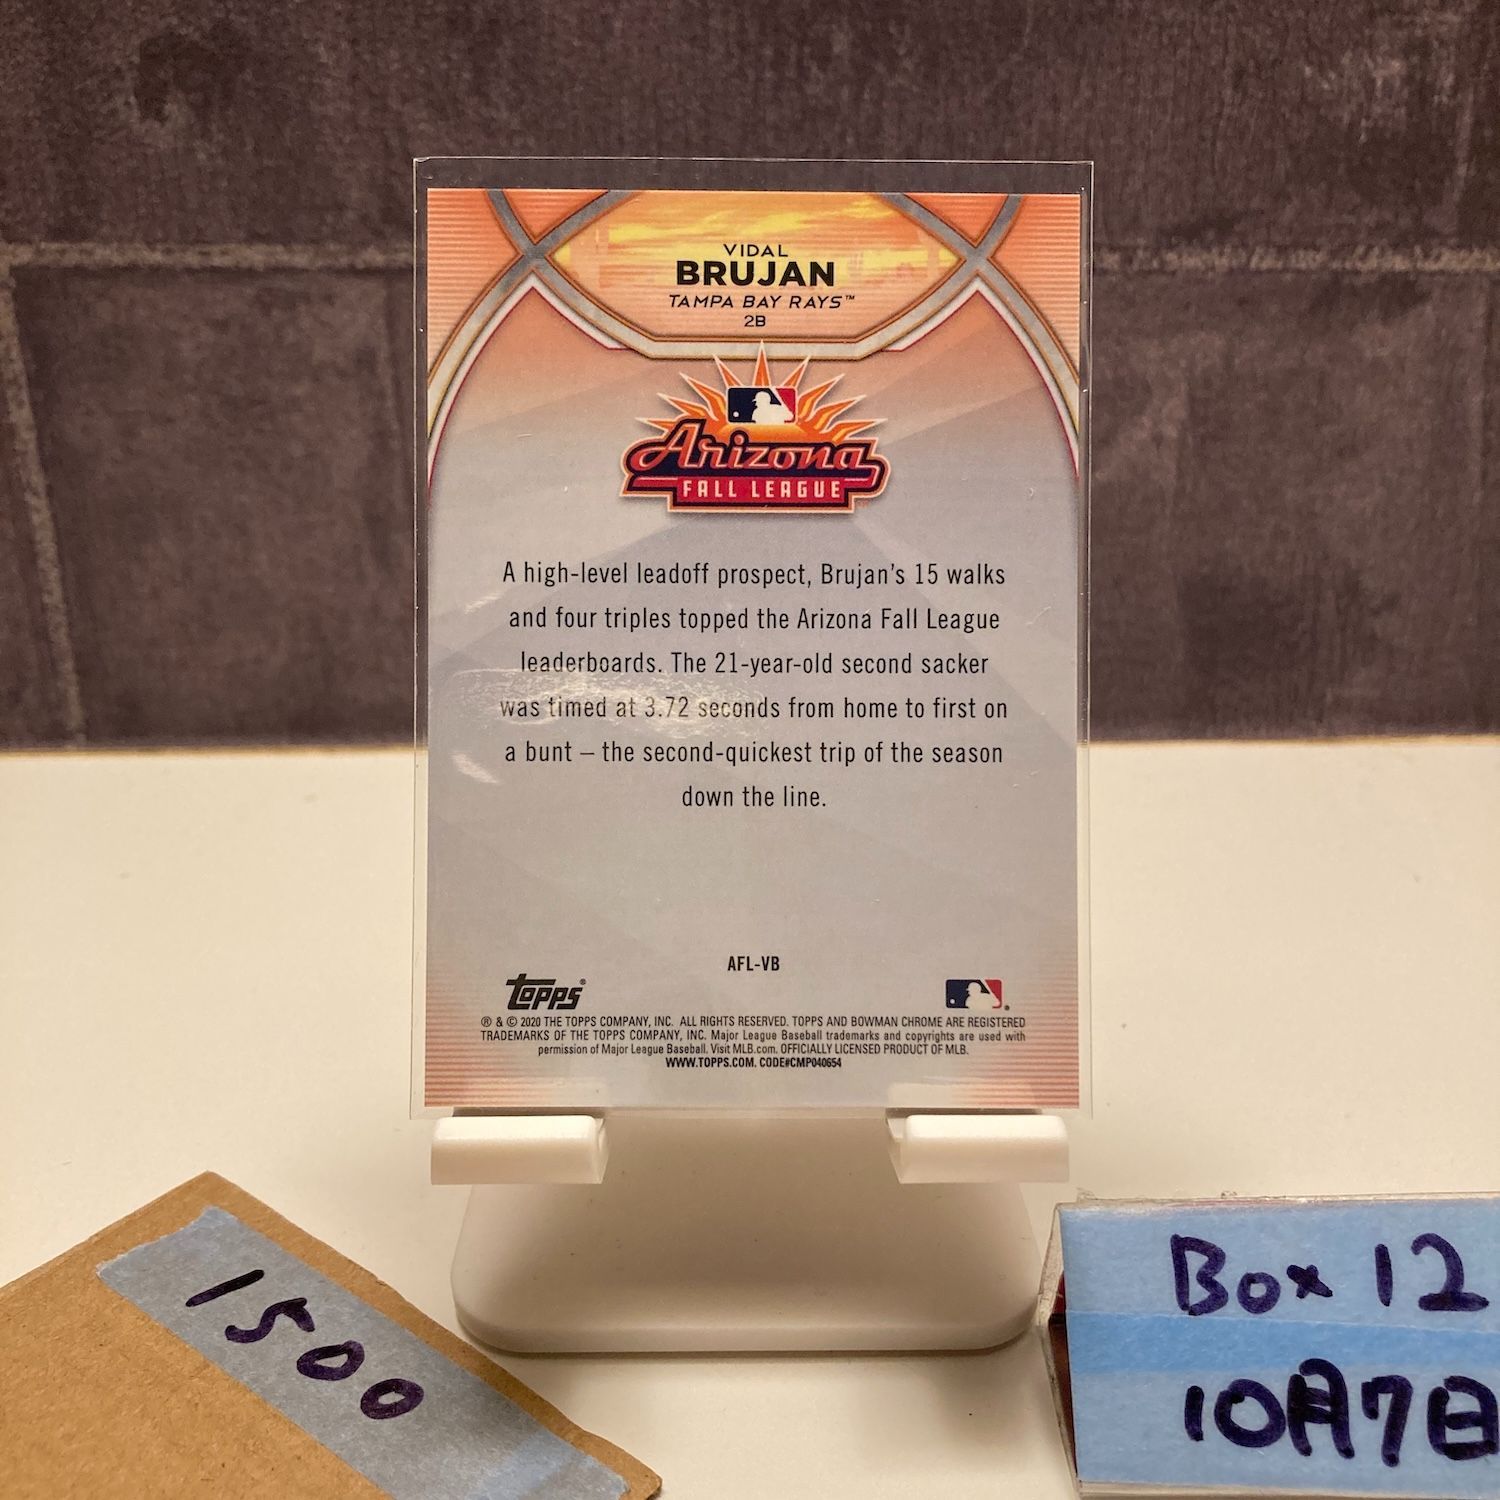 VIDAL
BRUJAN
TAMPA BAY RAYS™
2B
Arizona
FALL LEAGUE
A high-level leadoff prospect, Brujan's 15 walks
and four triples topped the Arizona Fall League
leaderboards. The 21-year-old second sacker
was timed at 3.72 seconds from home to first on
a bunt – the second-quickest trip of the season
down the line.
AFL-VB
topps®
® & © 2020 THE TOPPS COMPANY, INC. ALL RIGHTS RESERVED. TOPPS AND BOWMAN CHROME ARE REGISTERED
TRADEMARKS OF THE TOPPS COMPANY, INC. Major League Baseball trademarks and copyrights are used with
permission of Major League Baseball. Visit MLB.com. OFFICIALLY LICENSED PRODUCT OF MLB.
WWW.TOPPS.COM. CODE#CMP040654
1500
Box 12
10月7日